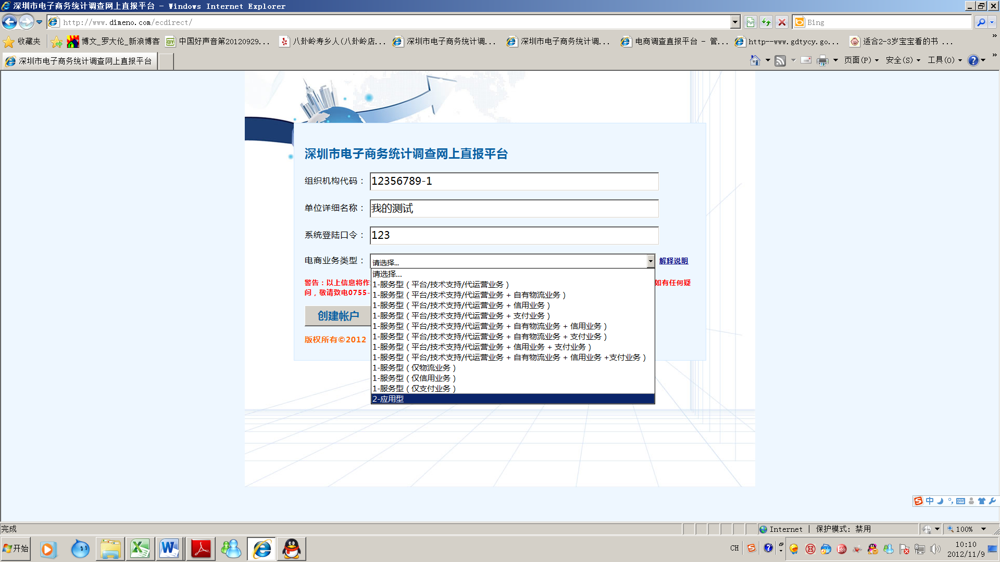 深圳市电子商务统计调查网上直报平台 - Windows Internet Explorer
http://www.dimeno.com/ecdirect/
Bing
收藏夹
博文_罗大伦_新浪博客
中国好声音第20120929...
八卦岭寿乡人(八卦岭店...
深圳市电子商务统计调...
深圳市电子商务统计调...
电商调查直报平台 - 管...
http--www.gdtycy.go...
适合2-3岁宝宝看的书 ...
深圳市电子商务统计调查网上直报平台
页面(P)
安全(S)
工具(O)
深圳市电子商务统计调查网上直报平台
组织机构代码： 12356789-1
单位详细名称： 我的测试
系统登陆口令： 123
电商业务类型： 请选择... 解释说明
请选择...
警告：以上信息将作 如有任何疑
问，敬请致电0755-
1-服务型（平台/技术支持/代运营业务）
1-服务型（平台/技术支持/代运营业务 + 自有物流业务）
1-服务型（平台/技术支持/代运营业务 + 信用业务）
1-服务型（平台/技术支持/代运营业务 + 支付业务）
1-服务型（平台/技术支持/代运营业务 + 自有物流业务 + 信用业务）
1-服务型（平台/技术支持/代运营业务 + 自有物流业务 + 支付业务）
1-服务型（平台/技术支持/代运营业务 + 信用业务 + 支付业务）
1-服务型（平台/技术支持/代运营业务 + 自有物流业务 + 信用业务 +支付业务）
1-服务型（仅物流业务）
1-服务型（仅信用业务）
1-服务型（仅支付业务）
2-应用型
创建帐户
版权所有©2012
中
完成
Internet | 保护模式: 禁用
100%
开始
CH
10:10
2012/11/9